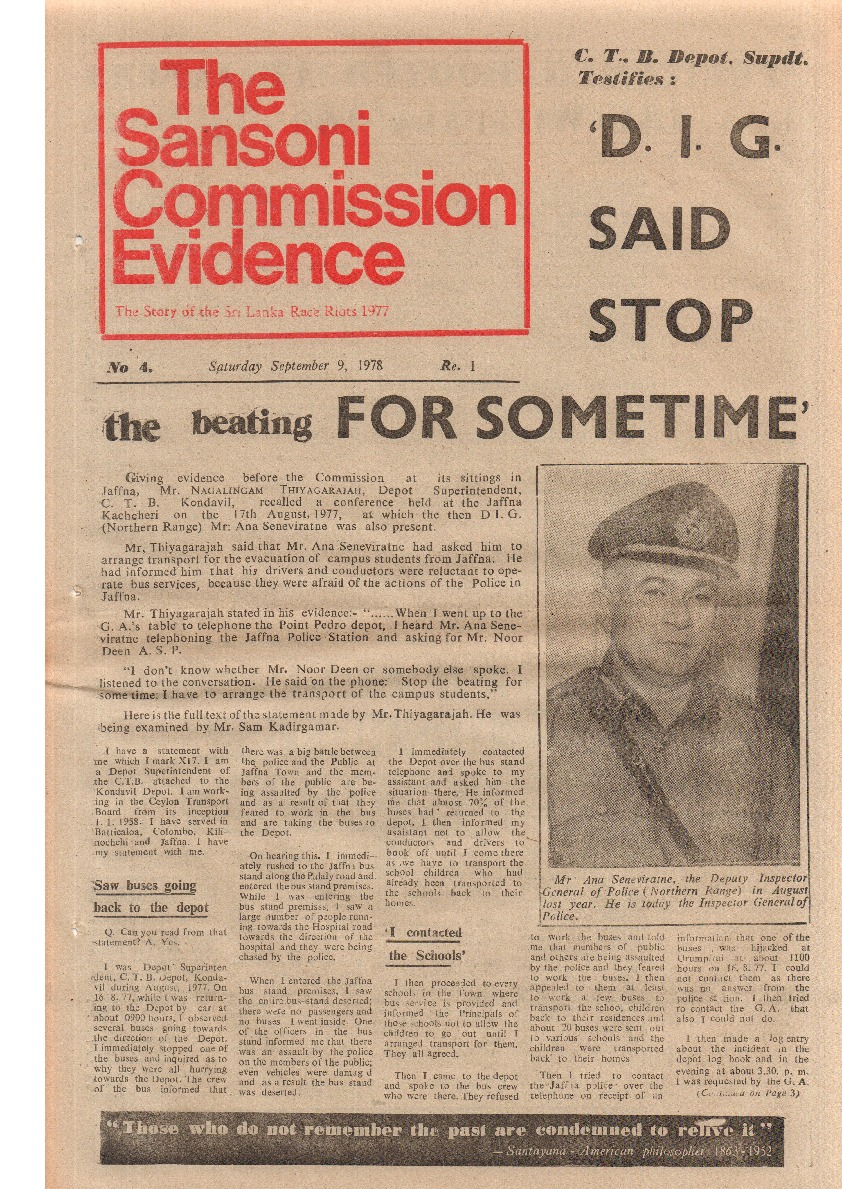 The
Sansoni
Commission
Evidence
The Story of the Sri Lanka Race Riots 1977
No 4. Saturday September 9, 1978 Re. 1
C. T. B. Depot. Supdt.
Testifies :
‘D. I. G.
SAID
STOP
the beating FOR SOMETIME’
Giving evidence before the Commission at its sittings in
Jaffna, Mr. NAGALINGAM THIYAGARAJAH, Depot Superintendent,
C. T. B. Kondavil, recalled a conference held at the Jaffna
Kachcheri on the 17th August, 1977, at which the then D I. G.
(Northern Range) Mr: Ana Seneviratne was also present.
Mr. Thiyagarajah said that Mr. Ana Seneviratne had asked him to
arrange transport for the evacuation of campus students from Jaffna. He
had informed him that his drivers and conductors were reluctant to ope-
rate bus services, because they were afraid of the actions of the Police in
Jaffna.
Mr. Thiyagarajah stated in his evidence:- “......When I went up to the
G. A.'s table to telephone the Point Pedro depot, I heard Mr. Ana Sene-
viratne telephoning the Jaffna Police Station and asking for Mr. Noor
Deen A. S. P.
“I don't know whether Mr. Noor Deen or somebody else spoke. I
listened to the conversation. He said on the phone: Stop the beating for
some time; I have to arrange the transport of the campus students.”
Here is the full text of the statement made by Mr. Thiyagarajah. He was
being examined by Mr. Sam Kadirgamar.
I have a statement with
me which I mark X17. I am
a Depot Superintendent of
the C.T.B. attached to the
Kondavil Depot. I am work-
ing in the Ceylon Transport
Board from its inception
1. 1. 1958. I have served in
Batticaloa, Colombo, Kili-
nochchi and Jaffna. I have
my statement with me.
Saw buses going
back to the depot
Q. Can you read from that
statement? A. Yes.
I was Depot Superinten
dent, C. T. B. Depot, Konda-
vil during August, 1977. On
16. 8. 77, while I was return-
ing to the Depot by car at
about 0900 hours, I observed
several buses going towards
the direction of the Depot.
I immediately stopped one of
the buses and inquired as to
why they were all hurrying
towards the Depot. The crew
of the bus informed that
there was a big battle between
the police and the Public at
Jaffna Town and the mem-
bers of the public are be-
ing assaulted by the police
and as a result of that they
feared to work in the bus
and are taking the buses to
the Depot.
On hearing this, I immedi-
ately rushed to the Jaffna bus
stand along the Palaly road and
entered the bus stand premises.
While I was entering the
bus stand premises, I saw a
large number of people runn-
ing towards the Hospital road
towards the direction of the
hospital and they were being
chased by the police.
When I entered the Jaffna
bus stand premises, I saw
the entire bus-stand deserted;
there were no passengers and
no buses. I went inside. One
of the officers in the bus
stand informed me that there
was an assault by the police
on the members of the public;
even vehicles were damaged
and as a result the bus stand
was deserted.
I immediately contacted
the Depot over the bus stand
telephone and spoke to my
assistant and asked him the
situation there. He informed
me that almost 70% of the
buses had returned to the
depot. I then informed my
assistant not to allow the
conductors and drivers to
book off until I come there
as we have to transport the
school children who had
already been transported to
the schools back to their
homes.
‘I contacted
the Schools’
I then proceeded to every
schools in the Town where
bus service is provided and
informed the Principals of
those schools not to allow the
children to go out until I
arranged transport for them.
They all agreed.
Then I came to the depot
and spoke to the bus crew
who were there. They refused
to work the buses and told
me that members of public
and others are being assaulted
by the police and they feared
to work the buses. I then
appealed to them at least
to work a few buses to
transport the school children
back to their residences and
about 20 buses were sent out
to various schools and the
children were transported
back to their homes
Then I tried to contact
the Jaffna police over the
telephone on receipt of an
information that one of the
buses was hijacked at
Urumpirai at about 1100
hours on 16. 8. 77. I could
not contact them as there
was no answer from the
police station. I then tried
to contact the G. A. that
also I could not do.
I then made a log entry
about the incident in the
depot log book and in the
evening at about 3.30. p. m.
I was requested by the G. A.
(Continued on Page 3)
Mr Ana Seneviratne, the Deputy Inspector
General of Police (Northern Range) in August
last year. He is today the Inspector General of
Police.
“Those who do not remember the past are condemned to relive it”
— Santayana - American philosopher 1863-1952